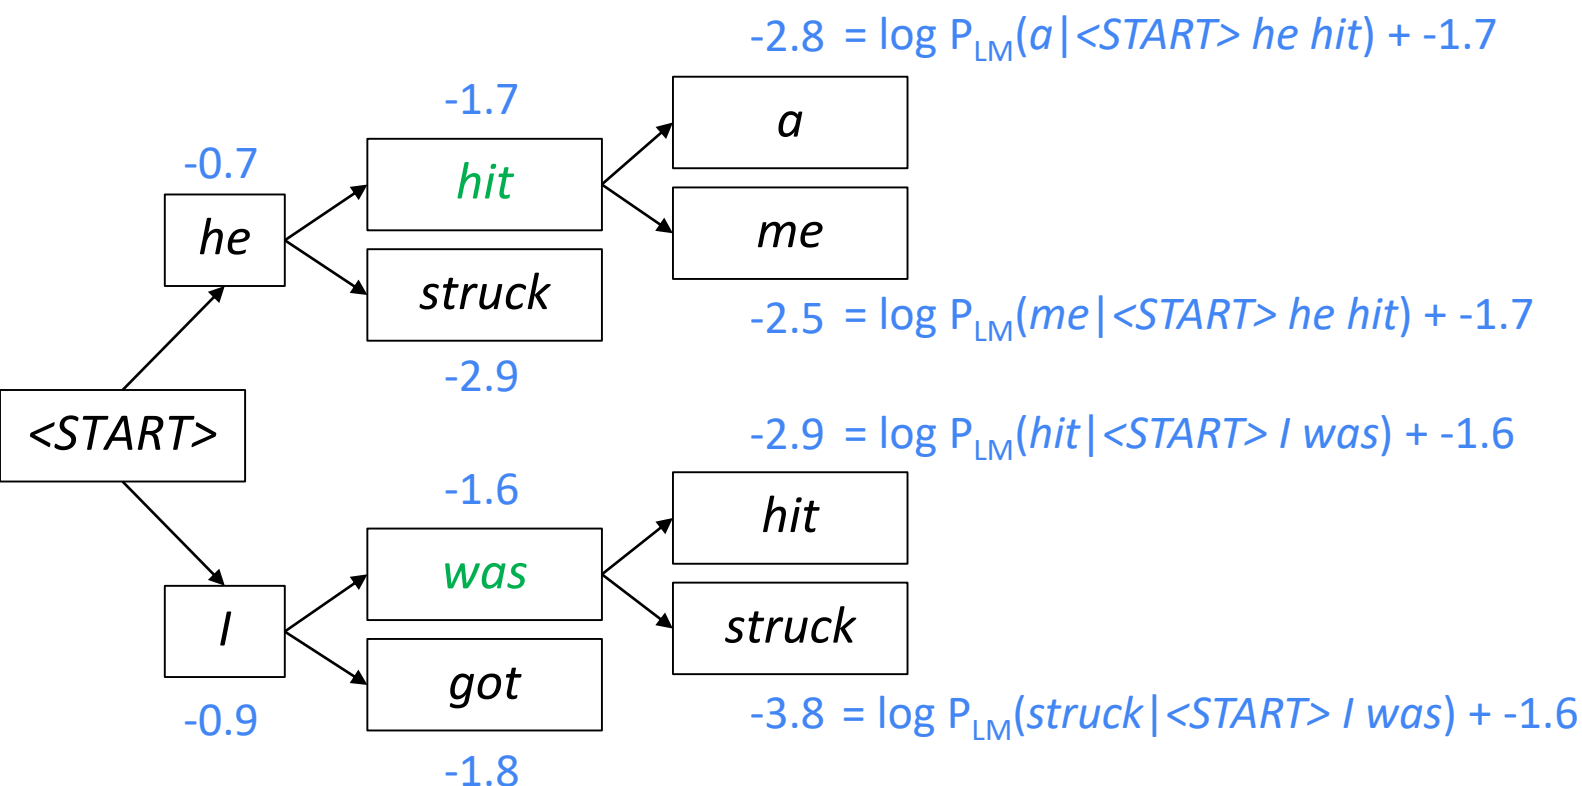 -2.8 = log P_LM(a|<START> he hit) + -1.7
-1.7
a
-0.7
hit
he
me
struck
-2.5 = log P_LM(me|<START> he hit) + -1.7
-2.9
<START>
-2.9 = log P_LM(hit|<START> I was) + -1.6
-1.6
hit
was
I
struck
got
-0.9
-3.8 = log P_LM(struck|<START> I was) + -1.6
-1.8